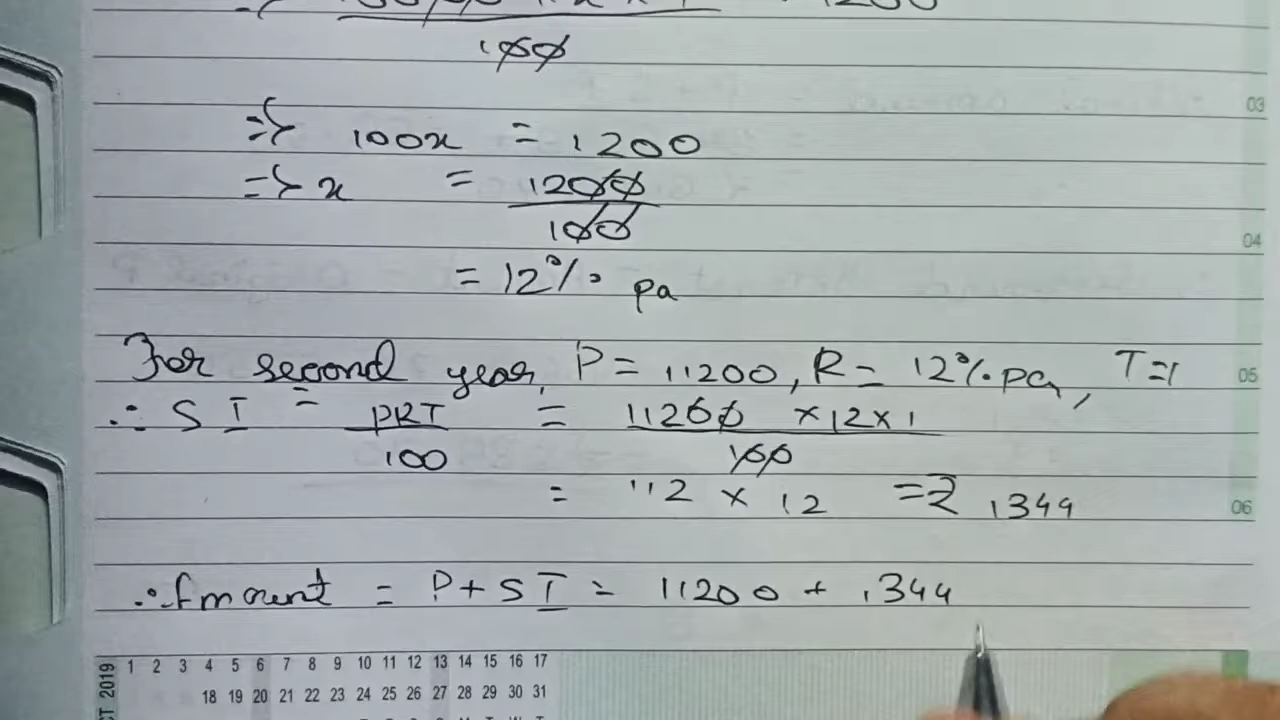 100
03
=> 100x = 1200
=> x = 1200
100
04
= 12% pa
For second year, P = 11200, R = 12% pa, T=1
05
∴ SI = PRT = 11200 x 12 x 1
100 100
= 112 x 12 = ₹ 1344
06
∴ Amount = P + SI = 11200 + 1344
2019
1 2 3 4 5 6 7 8 9 10 11 12 13 14 15 16 17
18 19 20 21 22 23 24 25 26 27 28 29 30 31